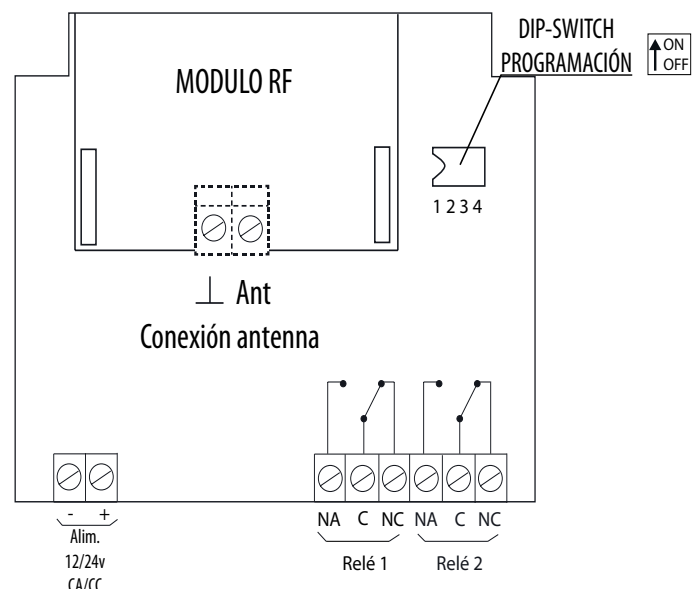 DIP-SWITCH
PROGRAMACIÓN
ON
OFF
MODULO RF
1 2 3 4
Ant
Conexión antenna
- +
Alim.
12/24v
CA/CC
NA C NC NA C NC
Relé 1 Relé 2